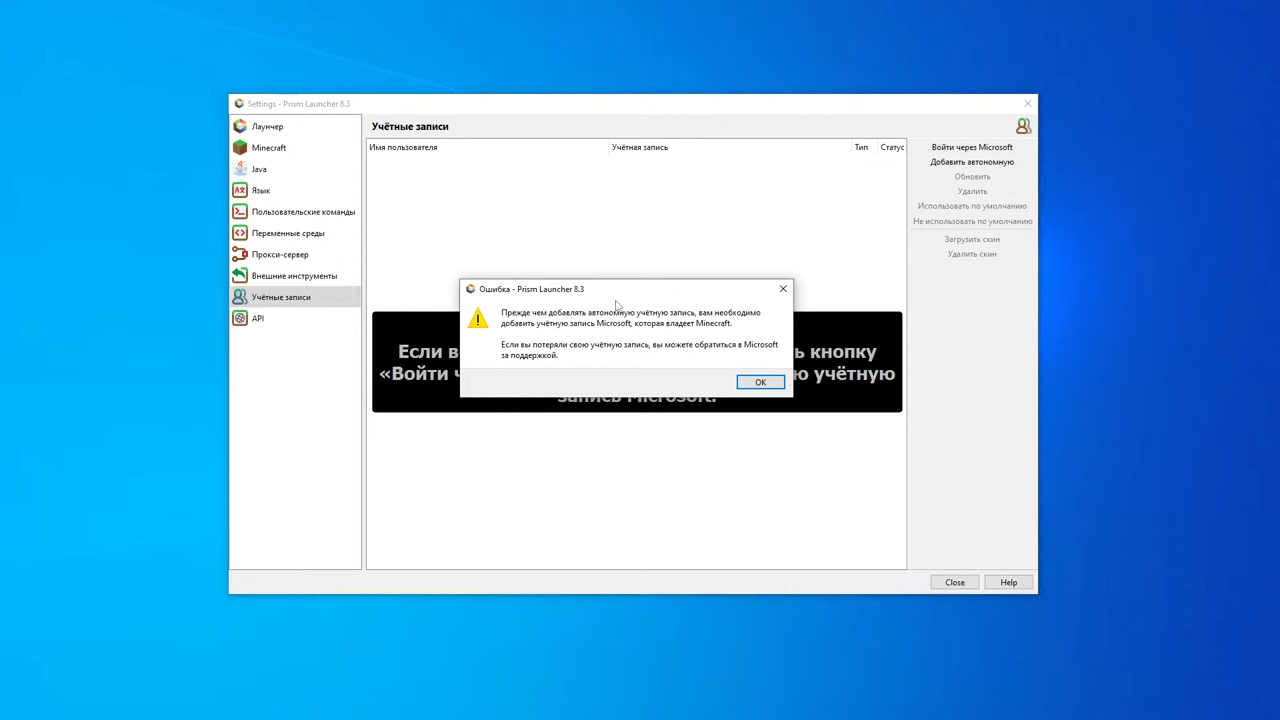 Settings - Prism Launcher 8.3
Лаунчер
Minecraft
Java
Язык
Пользовательские команды
Переменные среды
Прокси-сервер
Внешние инструменты
Учётные записи
API
Учётные записи
Имя пользователя Учётная запись Тип Статус
Войти через Microsoft
Добавить автономную
Обновить
Удалить
Использовать по умолчанию
Не использовать по умолчанию
Загрузить скин
Удалить скин
Ошибка - Prism Launcher 8.3
Прежде чем добавлять автономную учётную запись, вам необходимо
добавить учётную запись Microsoft, которая владеет Minecraft.
Если вы потеряли свою учётную запись, вы можете обратиться в Microsoft
за поддержкой.
OK
Если в кнопку
«Войти ю учётную
запись Microsoft.
Close
Help